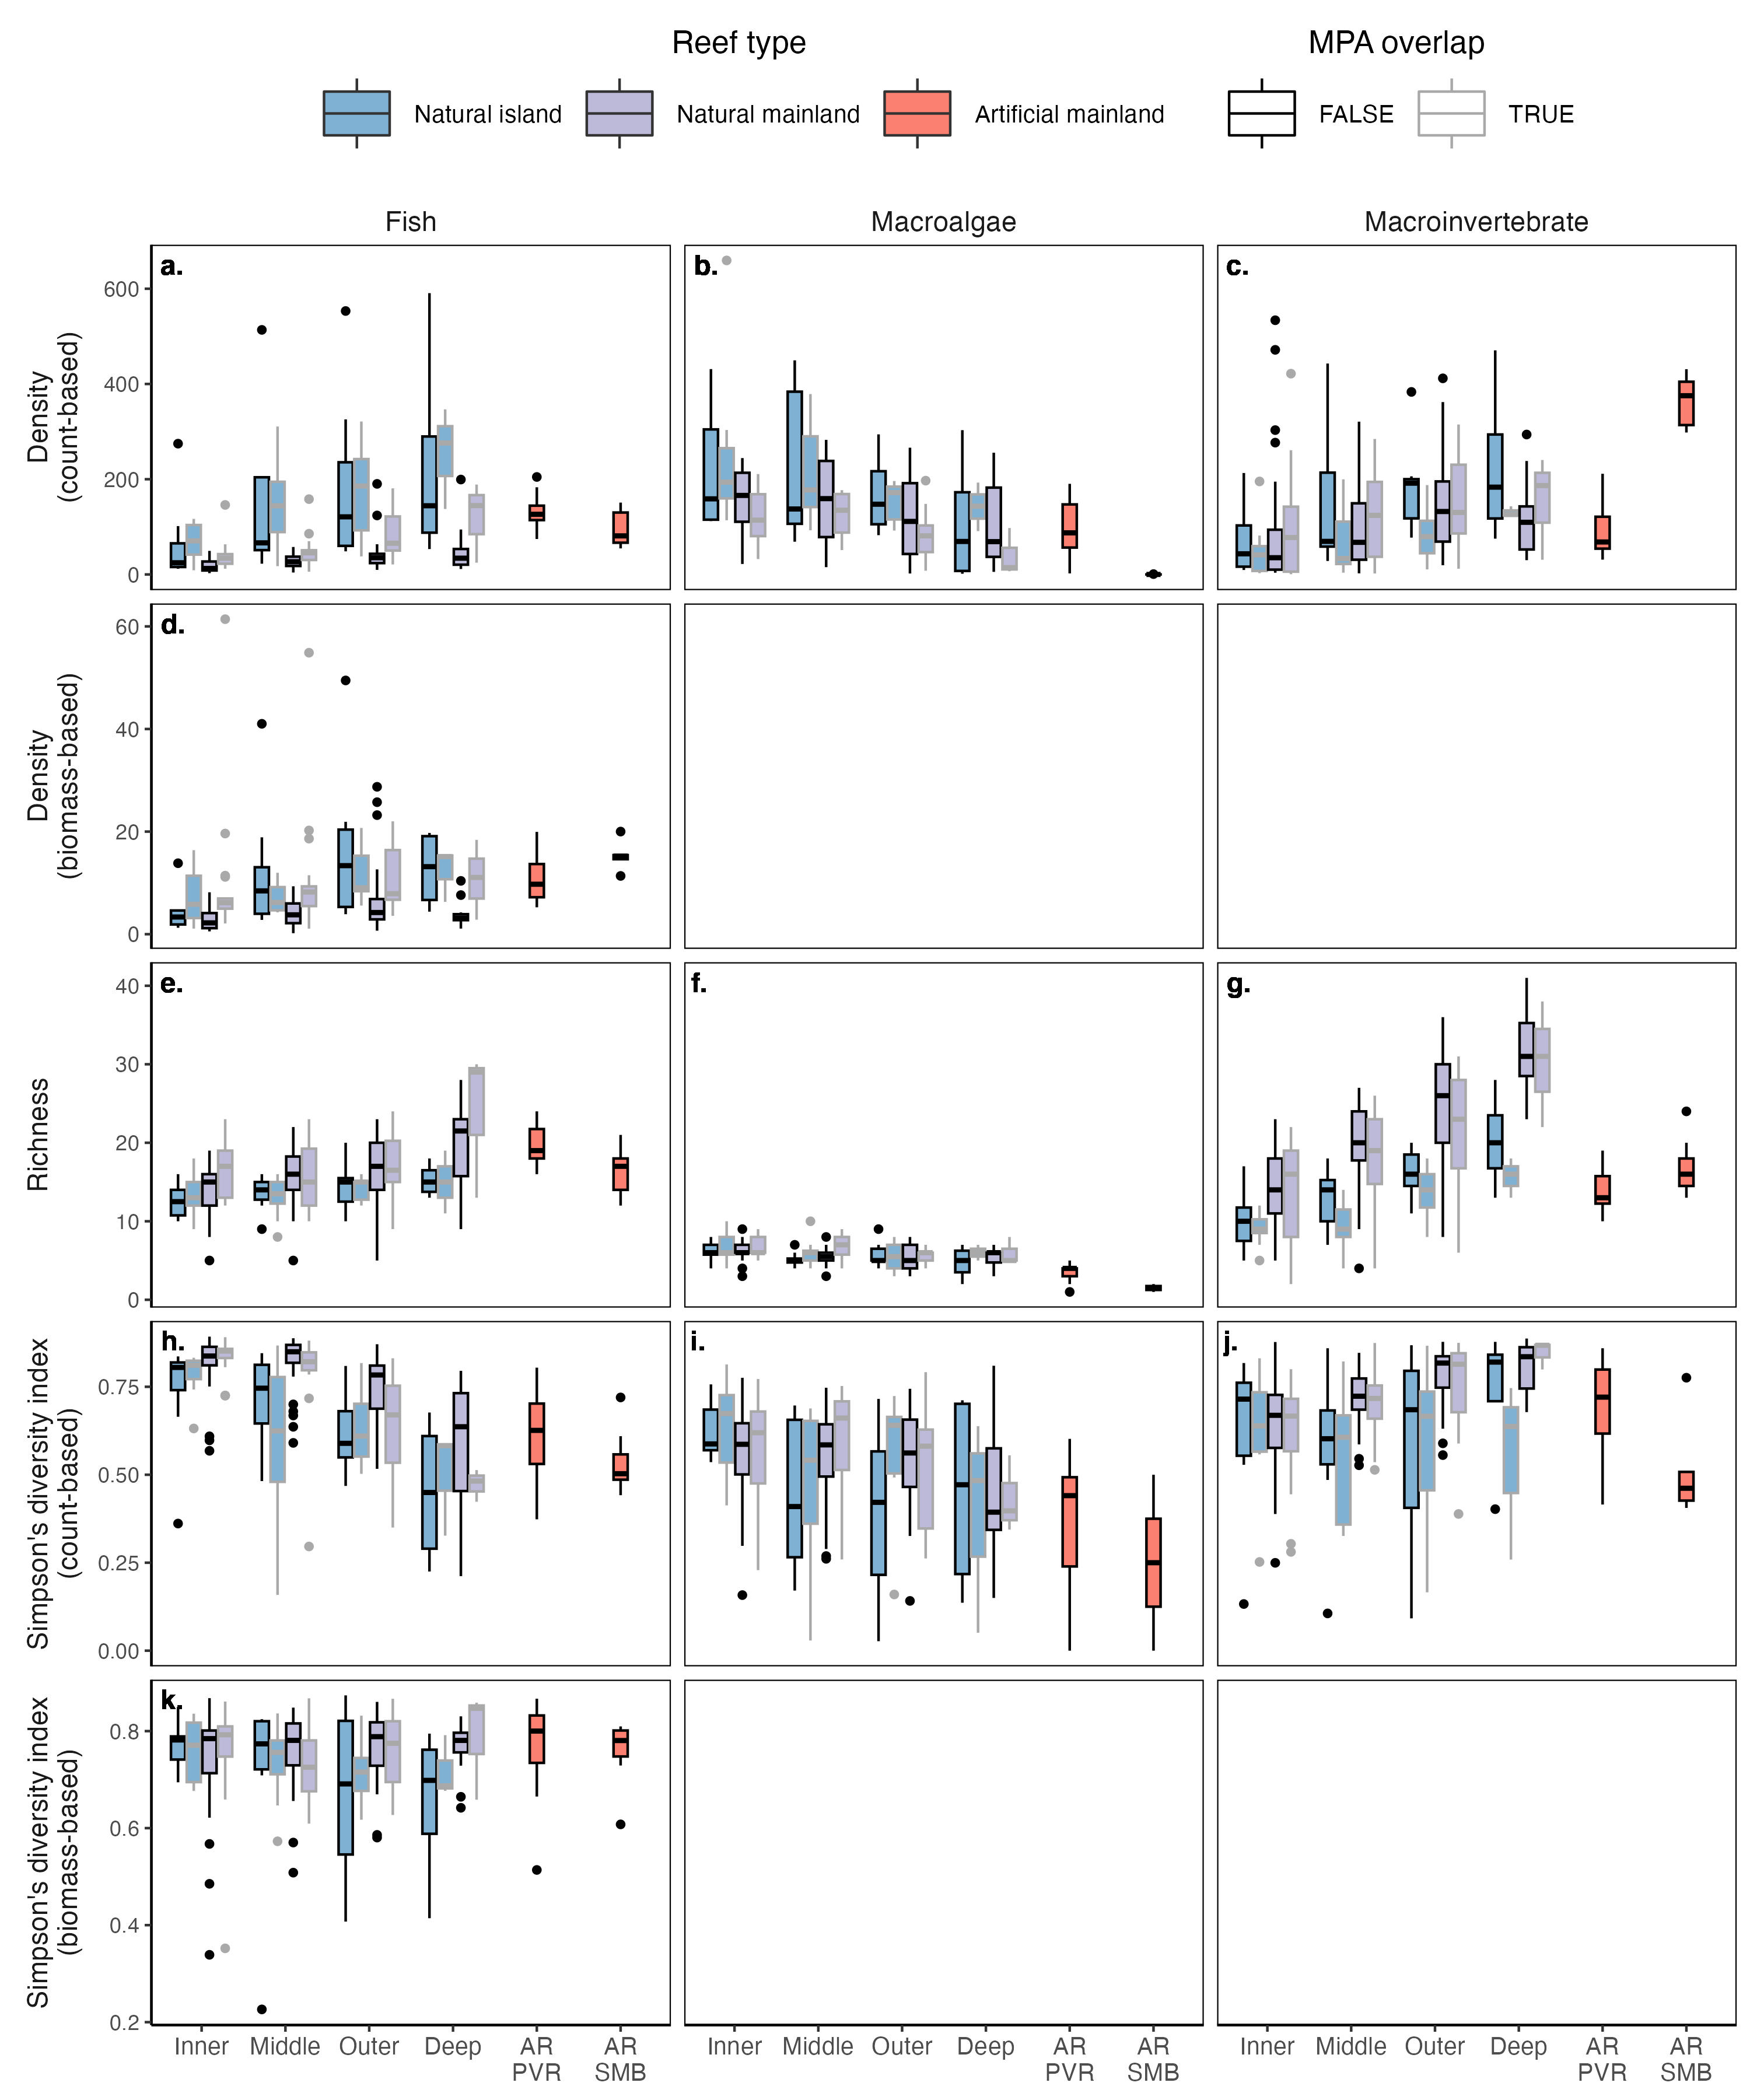 Reef type
MPA overlap
Natural island
Natural mainland
Artificial mainland
FALSE
TRUE
Fish
Macroalgae
Macroinvertebrate
Density
(count-based)
a.
600
400
200
0
b.
c.
Density
(biomass-based)
d.
60
40
20
0
Richness
e.
40
30
20
10
0
f.
g.
Simpson's diversity index
(count-based)
h.
0.75
0.50
0.25
0.00
i.
j.
Simpson's diversity index
(biomass-based)
k.
0.8
0.6
0.4
0.2
Inner Middle Outer Deep AR PVR AR SMB
Inner Middle Outer Deep AR PVR AR SMB
Inner Middle Outer Deep AR PVR AR SMB